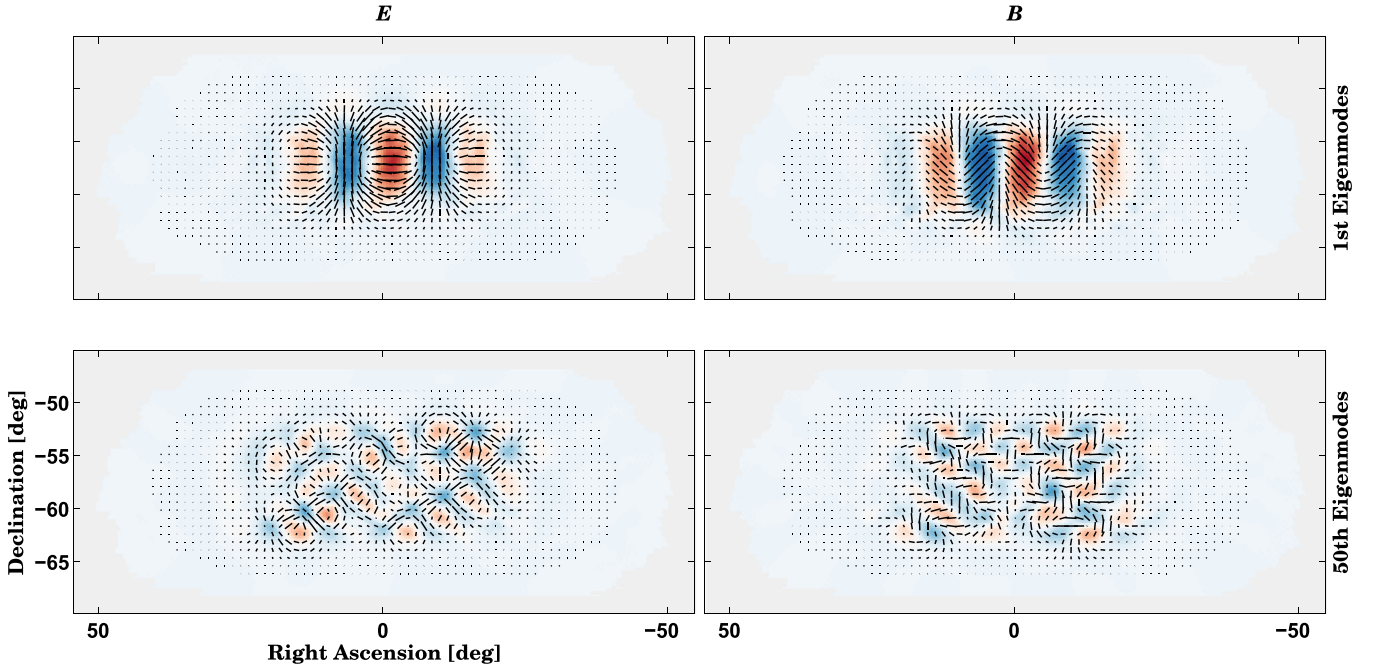 E
B
1st Eigenmodes
Declination [deg]
−50
−55
−60
−65
50th Eigenmodes
50
0
−50
50
0
−50
Right Ascension [deg]